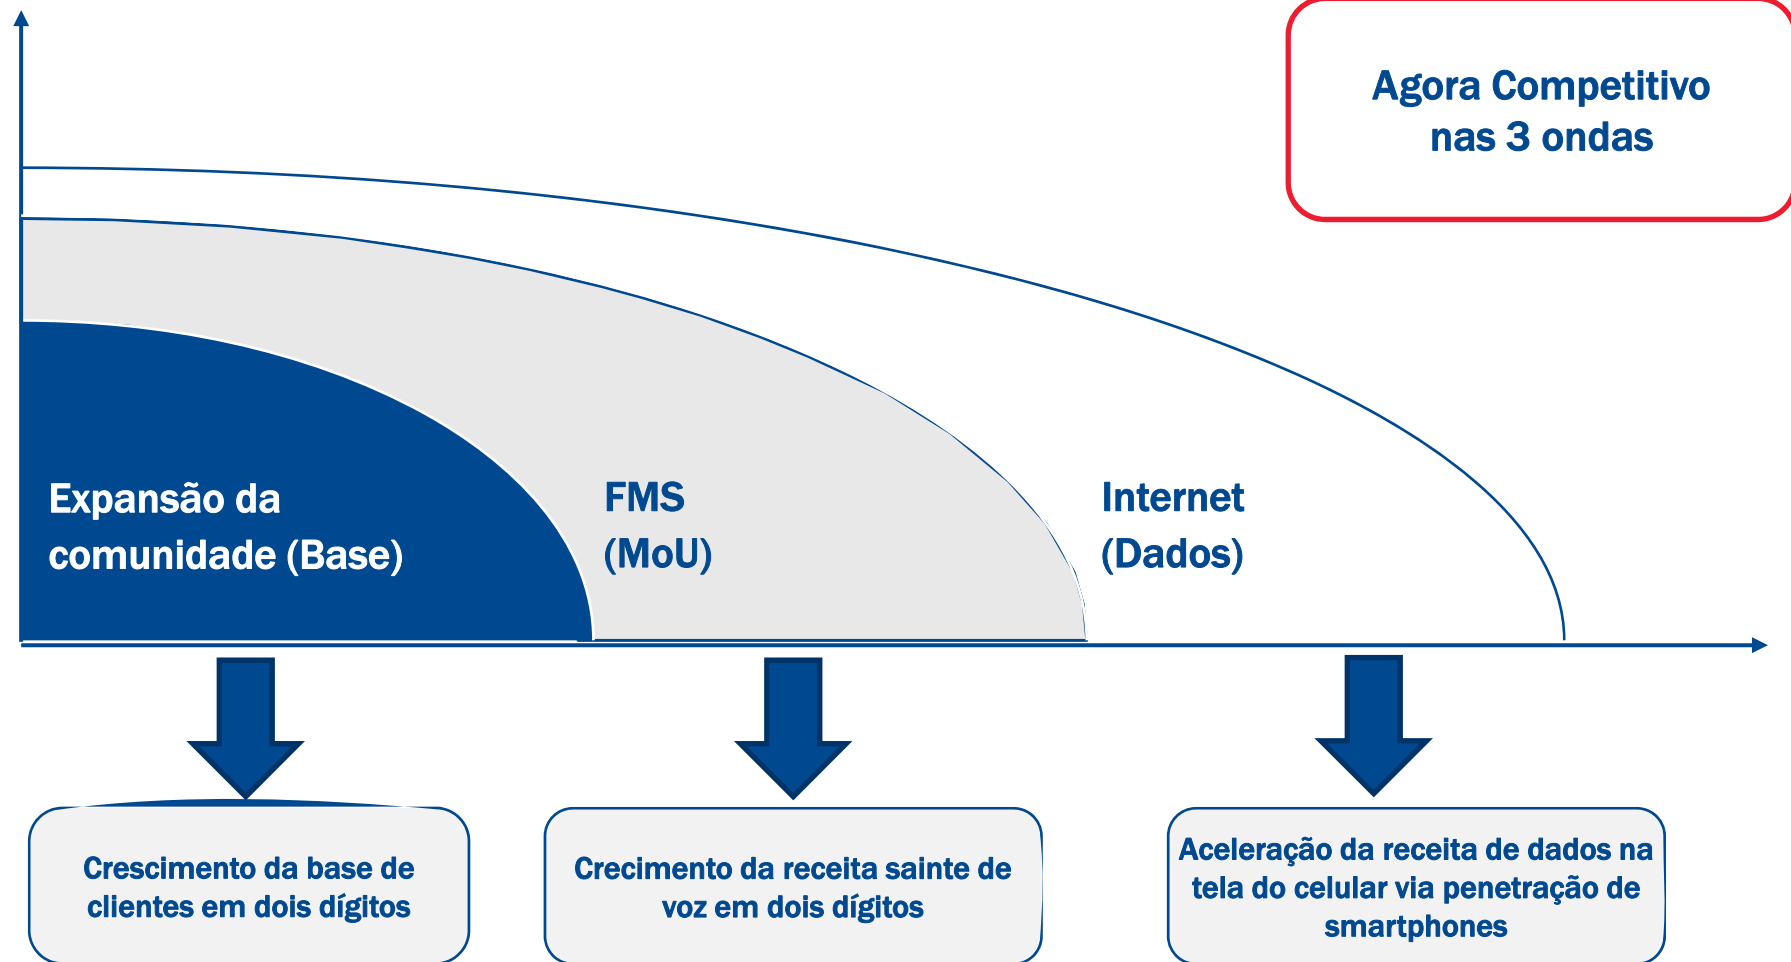 Agora Competitivo
nas 3 ondas
Expansão da
comunidade (Base)
FMS
(MoU)
Internet
(Dados)
Crescimento da base de
clientes em dois dígitos
Crecimento da receita sainte de
voz em dois dígitos
Aceleração da receita de dados na
tela do celular via penetração de
smartphones